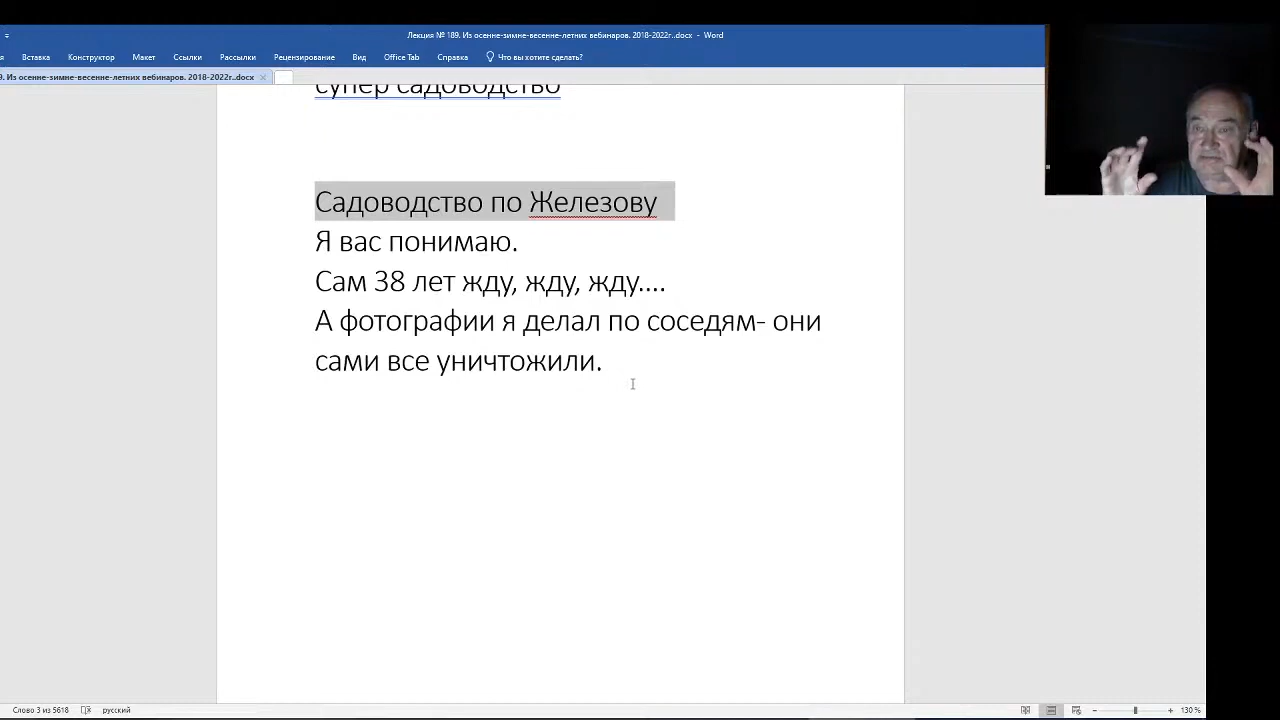 Лекция № 189. Из осенне-зимне-весенне-летних вебинаров. 2018-2022г..docx - Word
Вставка Конструктор Макет Ссылки Рассылки Рецензирование Вид Office Tab Справка Что вы хотите сделать?
9. Из осенне-зимне-весенне-летних вебинаров. 2018-2022г..docx
супер садоводство
Садоводство по Железову
Я вас понимаю.
Сам 38 лет жду, жду, жду....
А фотографии я делал по соседям- они
сами все уничтожили.
Слово 3 из 5618 русский 130%